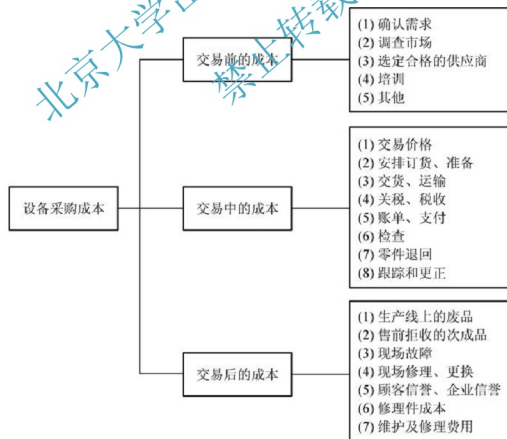 北京大学出
禁止转载
交易前的成本
(1) 确认需求
(2) 调查市场
(3) 选定合格的供应商
(4) 培训
(5) 其他
设备采购成本
交易中的成本
(1) 交易价格
(2) 安排订货、准备
(3) 交货、运输
(4) 关税、税收
(5) 账单、支付
(6) 检查
(7) 零件退回
(8) 跟踪和更正
交易后的成本
(1) 生产线上的废品
(2) 售前拒收的次成品
(3) 现场故障
(4) 现场修理、更换
(5) 顾客信誉、企业信誉
(6) 修理件成本
(7) 维护及修理费用